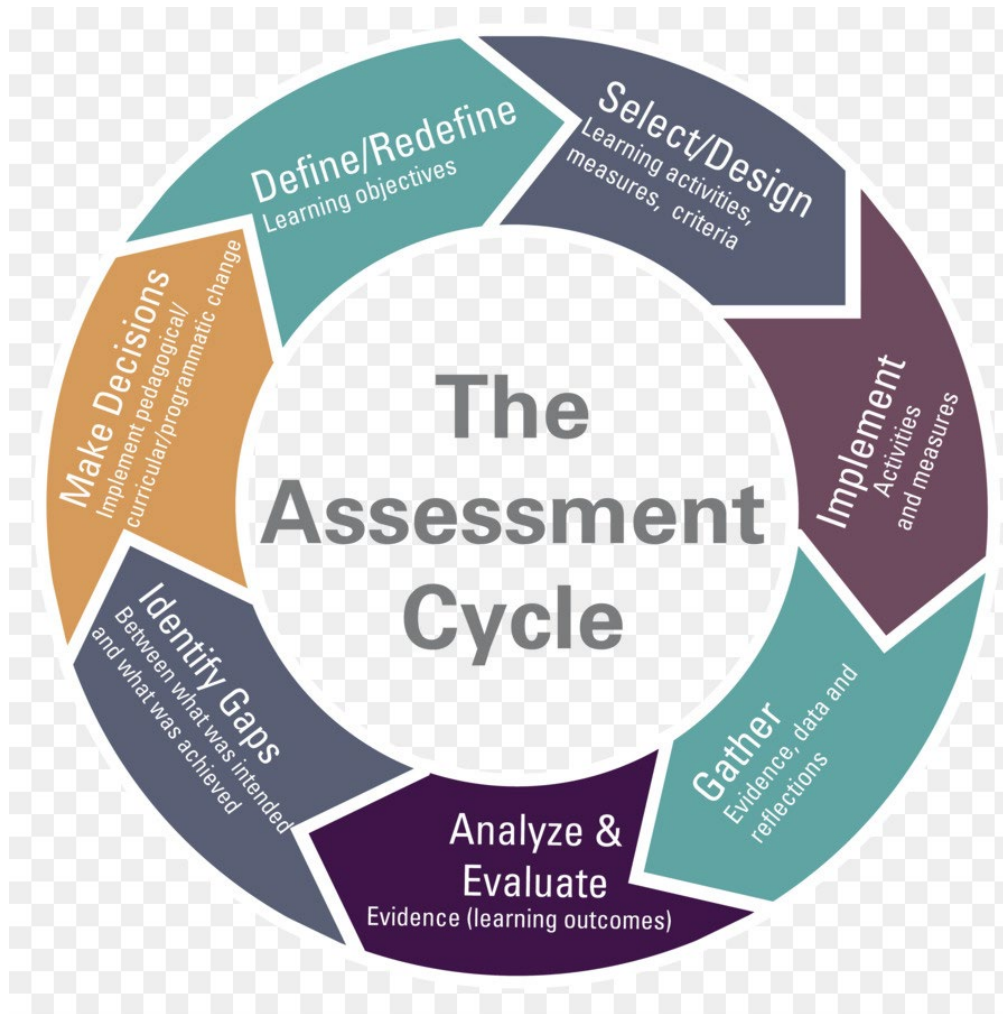 The
Assessment
Cycle
Define/Redefine
Learning objectives
Select/Design
Learning activities,
measures, criteria
Implement
Activities
and measures
Gather
Evidence, data and
reflections
Analyze &
Evaluate
Evidence (learning outcomes)
Identify Gaps
Between what was intended
and what was achieved
Make Decisions
Implement pedagogical/
curricular/programmatic change